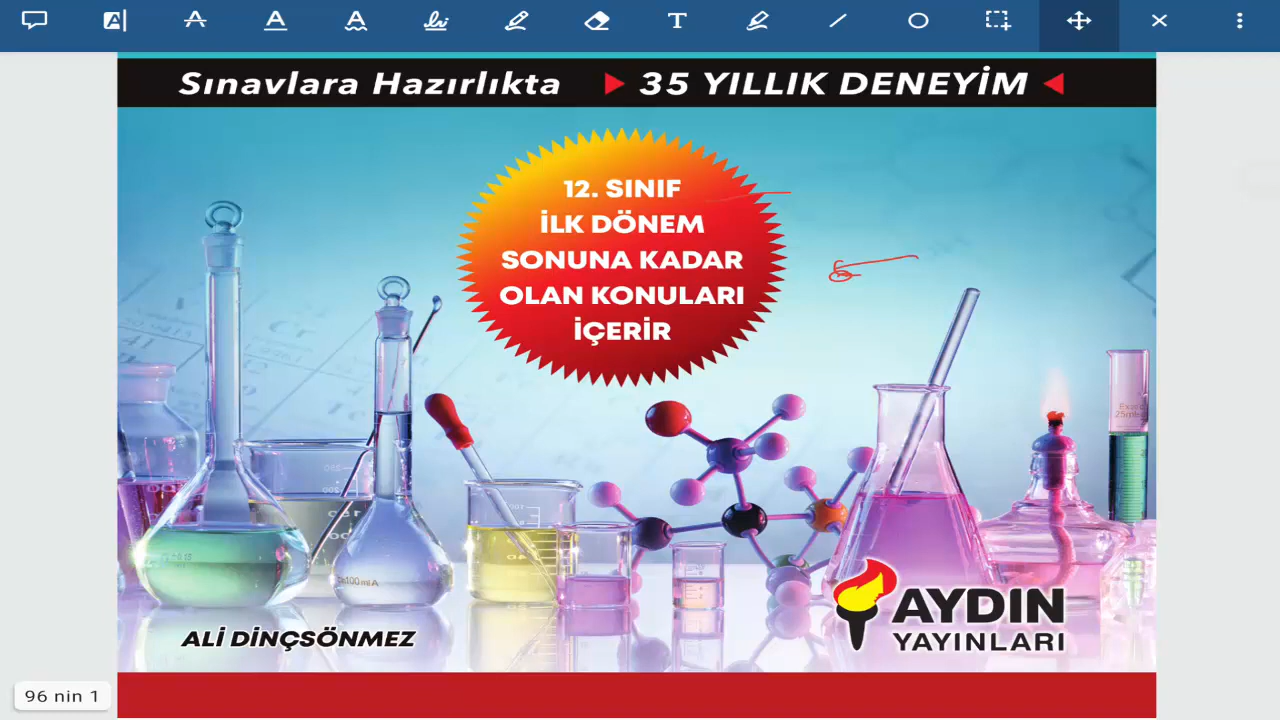 Sınavlara Hazırlıkta 35 YILLIK DENEYİM
12. SINIF
İLK DÖNEM
SONUNA KADAR
OLAN KONULARI
İÇERİR
ALİ DİNÇSÖNMEZ
AYDIN
YAYINLARI
96 nin 1